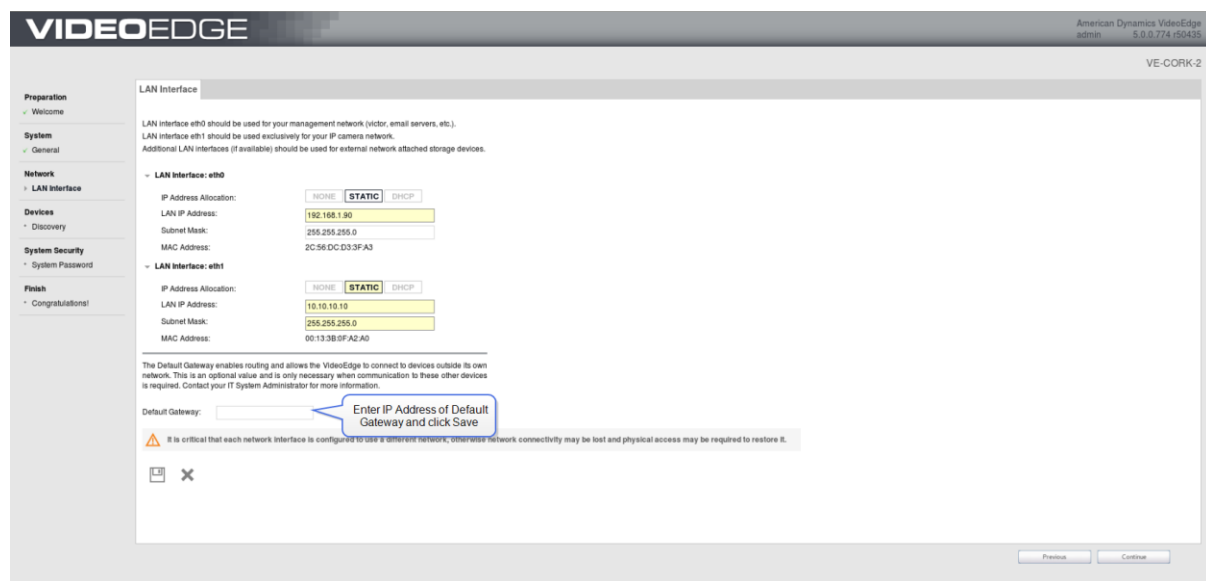 VIDEOEDGE
American Dynamics VideoEdge
admin 5.0.0.774 r50435
VE-CORK-2
Preparation
Welcome
System
General
Network
LAN Interface
Devices
Discovery
System Security
System Password
Finish
Congratulations!
LAN Interface
LAN interface eth0 should be used for your management network (victor, email servers, etc.).
LAN interface eth1 should be used exclusively for your IP camera network.
Additional LAN interfaces (if available) should be used for external network attached storage devices.
LAN Interface: eth0
IP Address Allocation: NONE STATIC DHCP
LAN IP Address: 192.168.1.90
Subnet Mask: 255.255.255.0
MAC Address: 2C:56:DC:D3:3F:A3
LAN Interface: eth1
IP Address Allocation: NONE STATIC DHCP
LAN IP Address: 10.10.10.10
Subnet Mask: 255.255.255.0
MAC Address: 00:13:3B:0F:A2:A0
The Default Gateway enables routing and allows the VideoEdge to connect to devices outside its own
network. This is an optional value and is only necessary when communication to these other devices
is required. Contact your IT System Administrator for more information.
Default Gateway:
Enter IP Address of Default
Gateway and click Save
It is critical that each network interface is configured to use a different network, otherwise network connectivity may be lost and physical access may be required to restore it.
Previous Continue